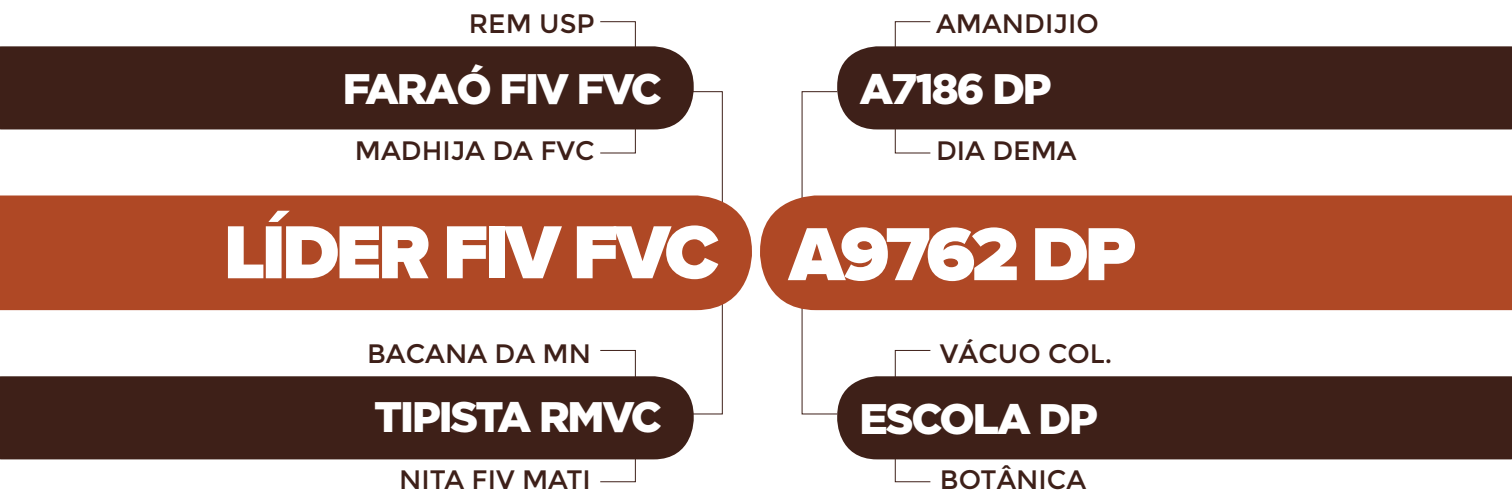 REM USP
FARAÓ FIV FVC
MADHIJA DA FVC
LÍDER FIV FVC
BACANA DA MN
TIPISTA RMVC
NITA FIV MATI
AMANDIJIO
A7186 DP
DIA DEMA
A9762 DP
VÁCUO COL.
ESCOLA DP
BOTÂNICA